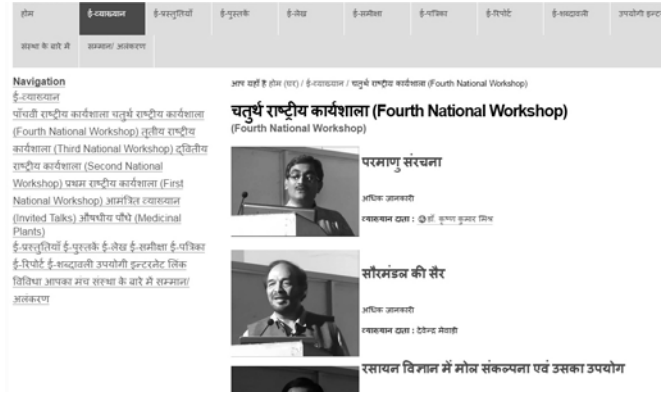 होम
ई-व्याख्यान
ई-प्रस्तुतियाँ
ई-पुस्तकें
ई-लेख
ई-समीक्षा
ई-पत्रिका
ई-रिपोर्ट
ई-शब्दावली
उपयोगी इन्टर
संस्था के बारे में
सम्मान/ अलंकरण
Navigation
ई-व्याख्यान
पाँचवी राष्ट्रीय कार्यशाला चतुर्थ राष्ट्रीय कार्यशाला
(Fourth National Workshop) तृतीय राष्ट्रीय
कार्यशाला (Third National Workshop) द्वितीय
राष्ट्रीय कार्यशाला (Second National
Workshop) प्रथम राष्ट्रीय कार्यशाला (First
National Workshop) आमंत्रित व्याख्यान
(Invited Talks) औषधीय पौधे (Medicinal
Plants)
ई-प्रस्तुतियाँ ई-पुस्तकें ई-लेख ई-समीक्षा ई-पत्रिका
ई-रिपोर्ट ई-शब्दावली उपयोगी इन्टरनेट लिंक
विविधा आपका मंच संस्था के बारे में सम्मान/
अलंकरण
आप यहाँ हैं होम (घर) / ई-व्याख्यान / चतुर्थ राष्ट्रीय कार्यशाला (Fourth National Workshop)
चतुर्थ राष्ट्रीय कार्यशाला (Fourth National Workshop)
(Fourth National Workshop)
परमाणु संरचना
अधिक जानकारी
व्याख्यान दाता : डॉ. कृष्ण कुमार मिश्र
सौरमंडल की सैर
अधिक जानकारी
व्याख्यान दाता : देवेन्द्र मेवाड़ी
रसायन विज्ञान में मोल संकल्पना एवं उसका उपयोग